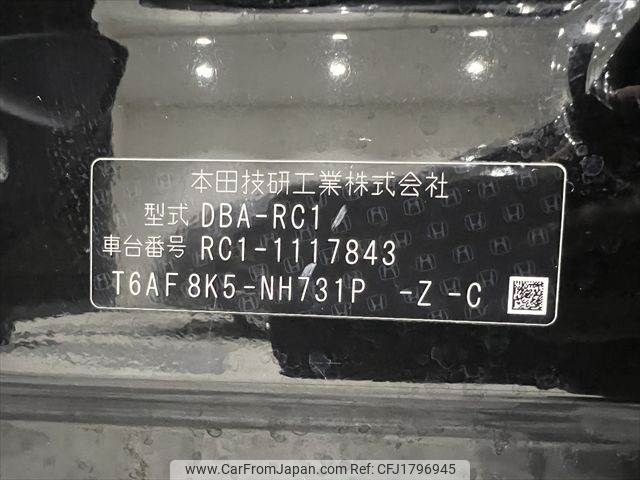 本田技研工業株式会社
型式 DBA-RC1
車台番号 RC1-1117843
T6AF 8K5-NH731P -Z -C
www.CarFromJapan.com | ID:CFJ1796945